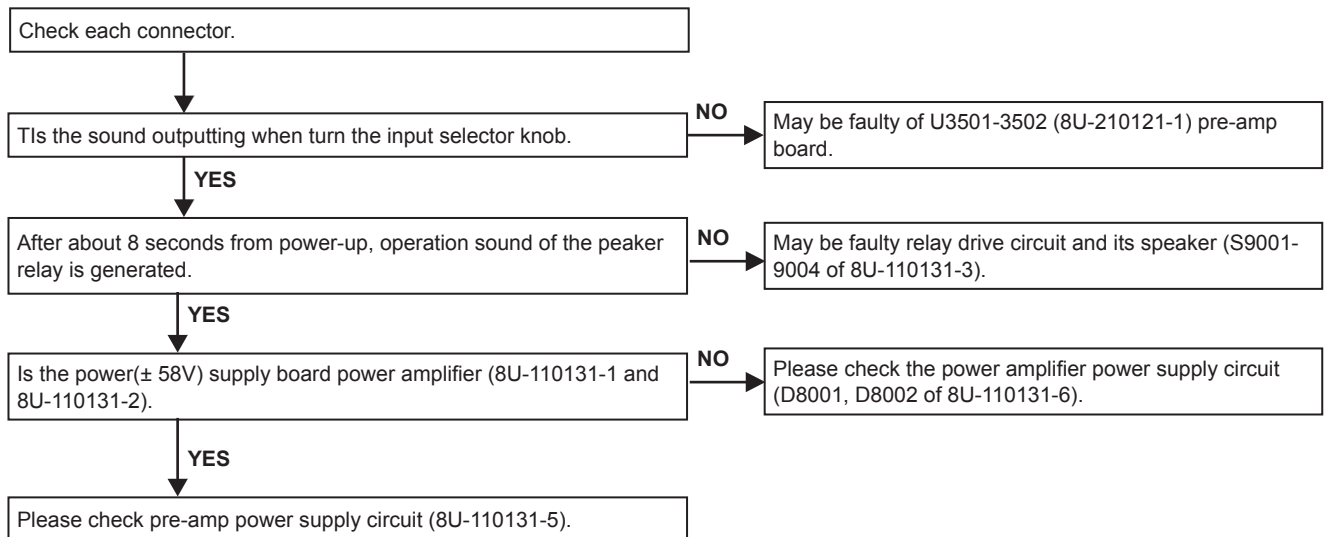 Check each connector.
TIs the sound outputting when turn the input selector knob.
NO
May be faulty of U3501-3502 (8U-210121-1) pre-amp
board.
YES
After about 8 seconds from power-up, operation sound of the peaker
relay is generated.
NO
May be faulty relay drive circuit and its speaker (S9001-
9004 of 8U-110131-3).
YES
Is the power(± 58V) supply board power amplifier (8U-110131-1 and
8U-110131-2).
NO
Please check the power amplifier power supply circuit
(D8001, D8002 of 8U-110131-6).
YES
Please check pre-amp power supply circuit (8U-110131-5).